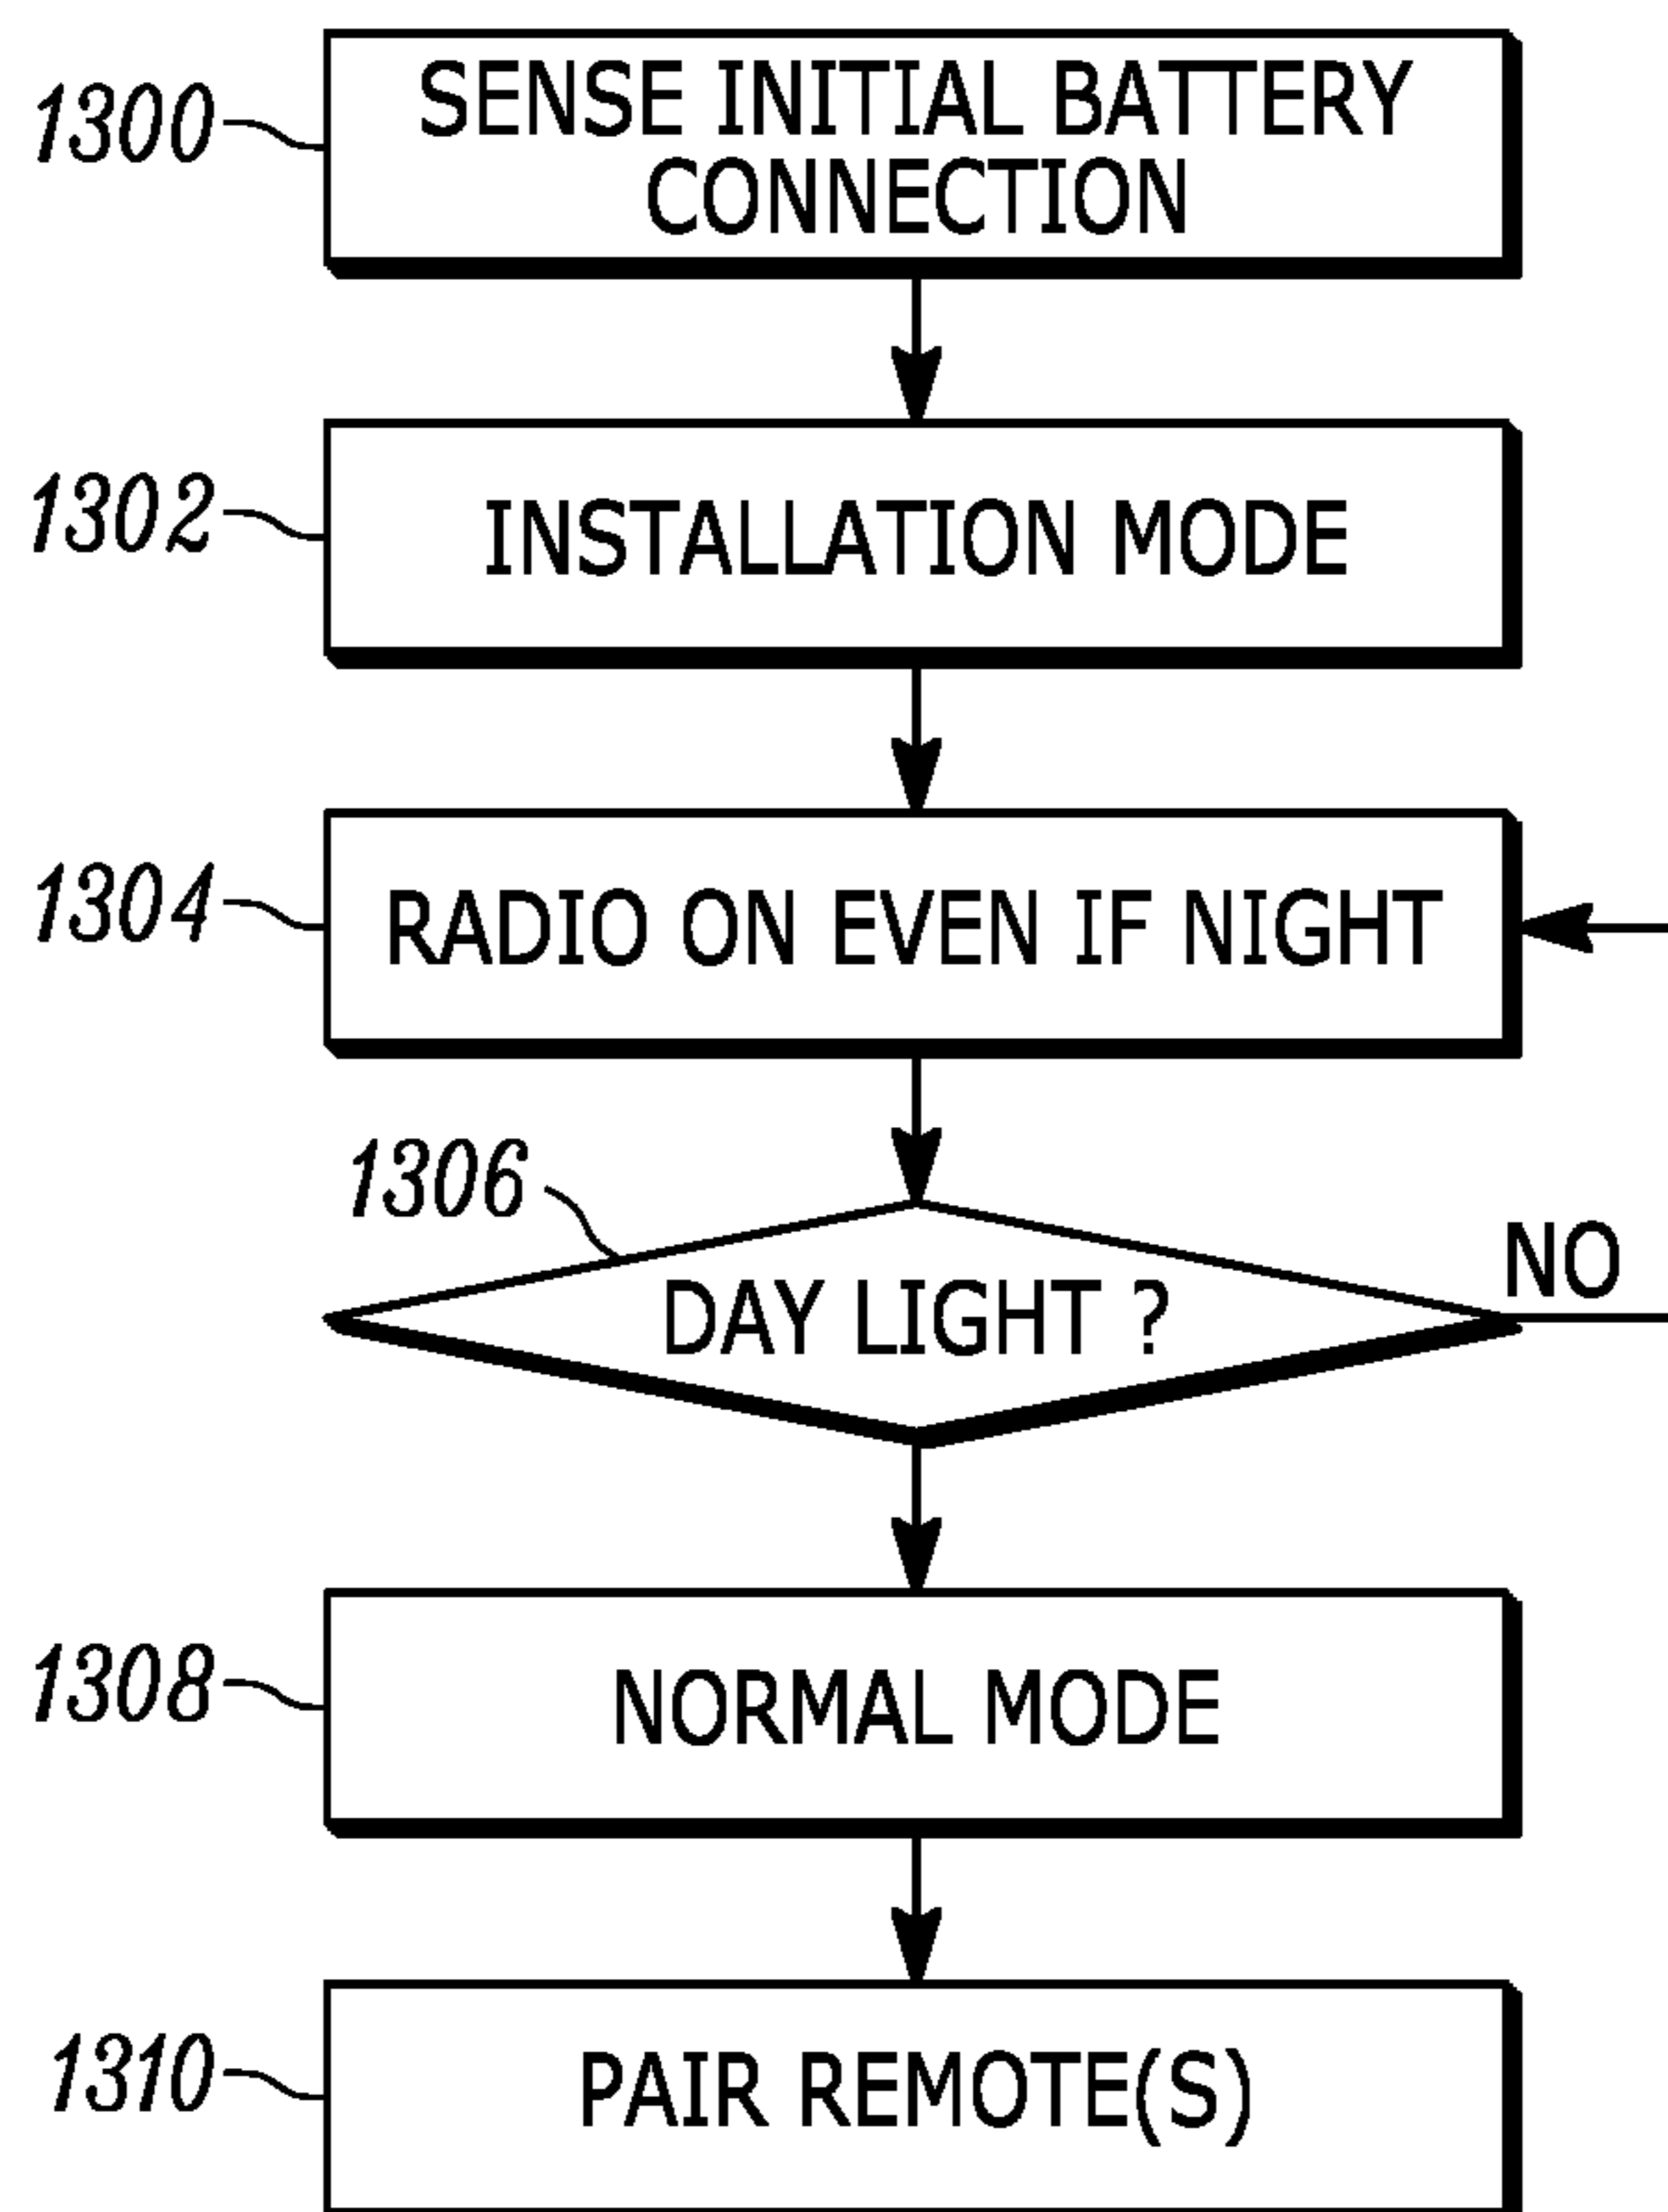 1300
SENSE INITIAL BATTERY
CONNECTION
1302
INSTALLATION MODE
1304
RADIO ON EVEN IF NIGHT
1306
DAY LIGHT ?
NO
1308
NORMAL MODE
1310
PAIR REMOTE(S)